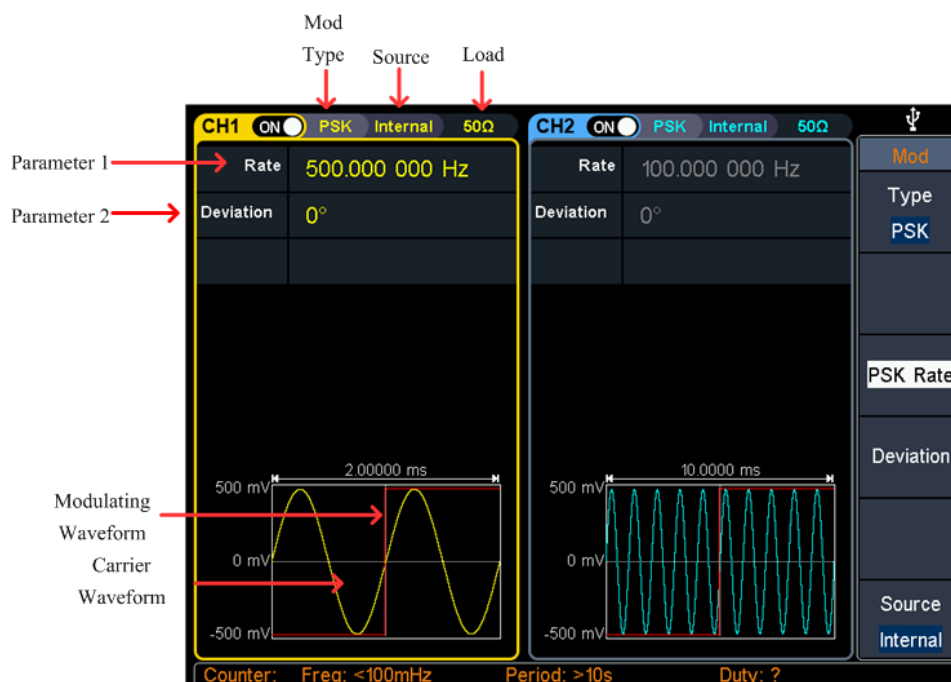 Mod
Type
Source
Load
CH1 ON PSK Internal 50Ω
CH2 ON PSK Internal 50Ω
Parameter 1
Rate 500.000 000 Hz
Rate 100.000 000 Hz
Mod
Parameter 2
Deviation 0°
Deviation 0°
Type
PSK
PSK Rate
Deviation
2.00000 ms
10.0000 ms
500 mV
500 mV
Modulating
Waveform
0 mV
0 mV
Carrier
Waveform
-500 mV
-500 mV
Source
Internal
Counter: Freq: <100mHz Period: >10s Duty: ?